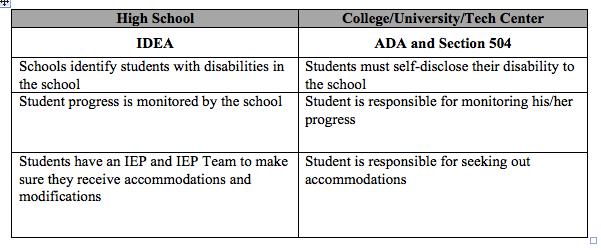 High School
College/University/Tech Center
IDEA
ADA and Section 504
Schools identify students with disabilities in
the school
Students must self-disclose their disability to
the school
Student progress is monitored by the school
Student is responsible for monitoring his/her
progress
Students have an IEP and IEP Team to make
sure they receive accommodations and
modifications
Student is responsible for seeking out
accommodations